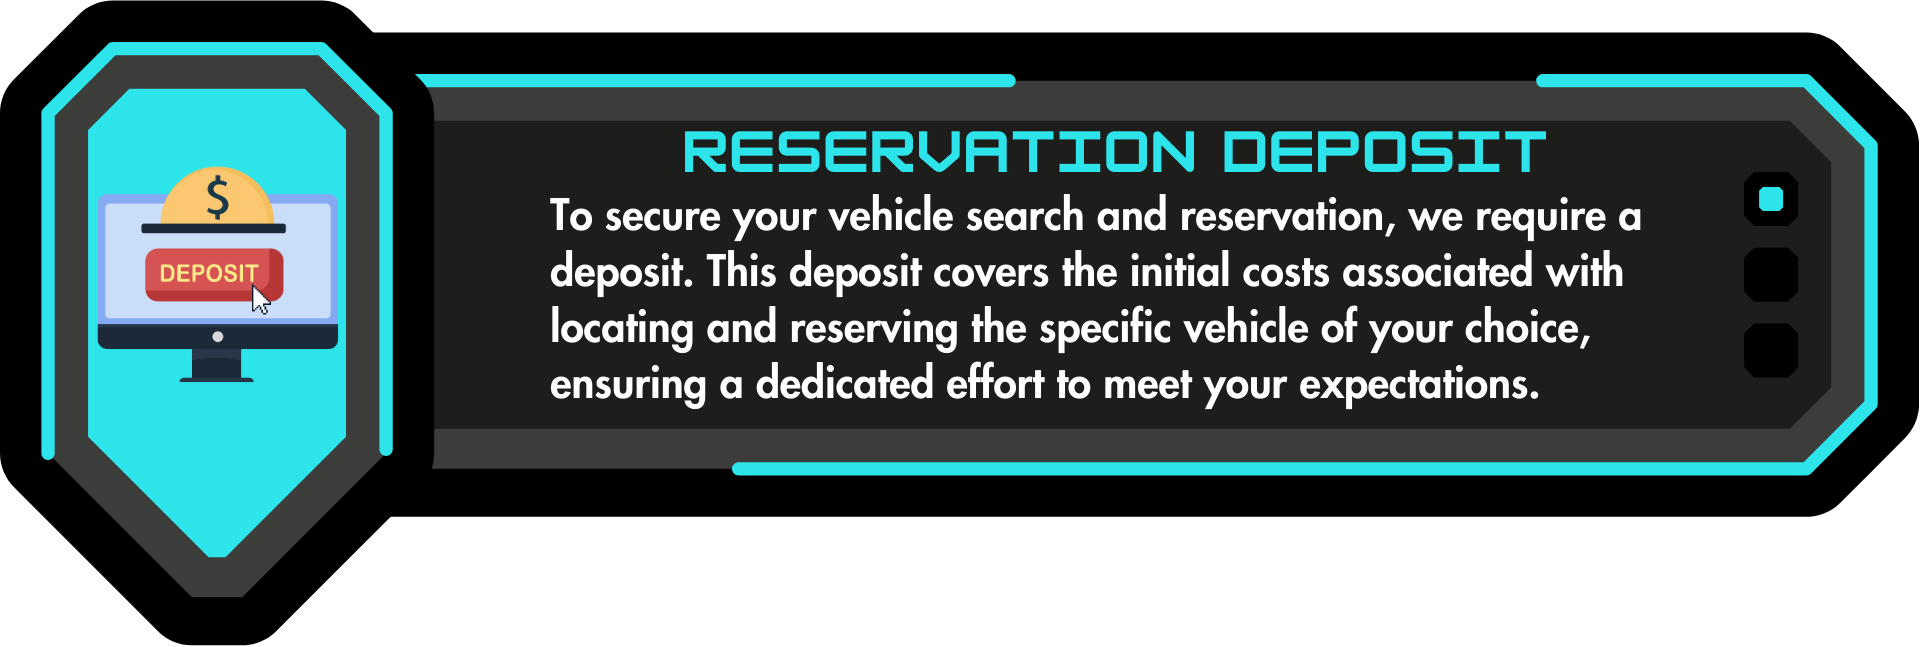 RESERVATION DEPOSIT
To secure your vehicle search and reservation, we require a
deposit. This deposit covers the initial costs associated with
locating and reserving the specific vehicle of your choice,
ensuring a dedicated effort to meet your expectations.
$
DEPOSIT